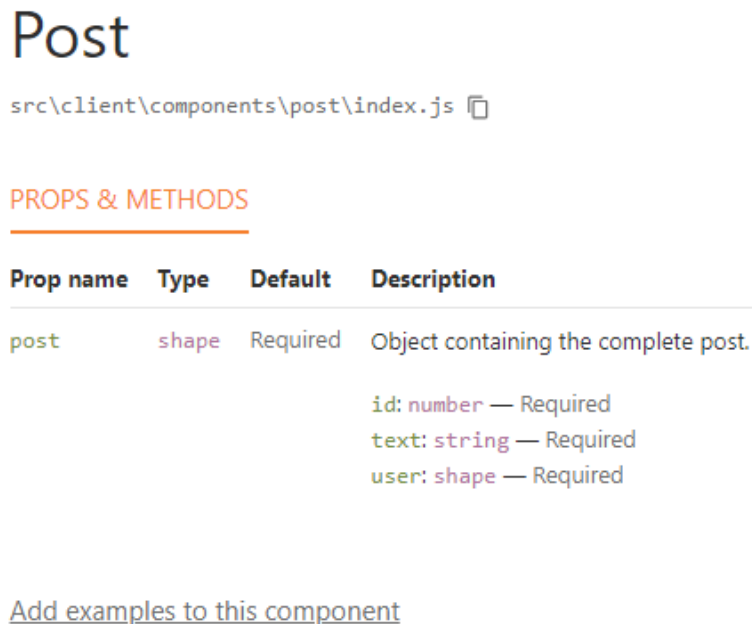 Post
src\client\components\post\index.js
PROPS & METHODS
Prop name Type Default Description
post shape Required Object containing the complete post.
id: number — Required
text: string — Required
user: shape — Required
Add examples to this component